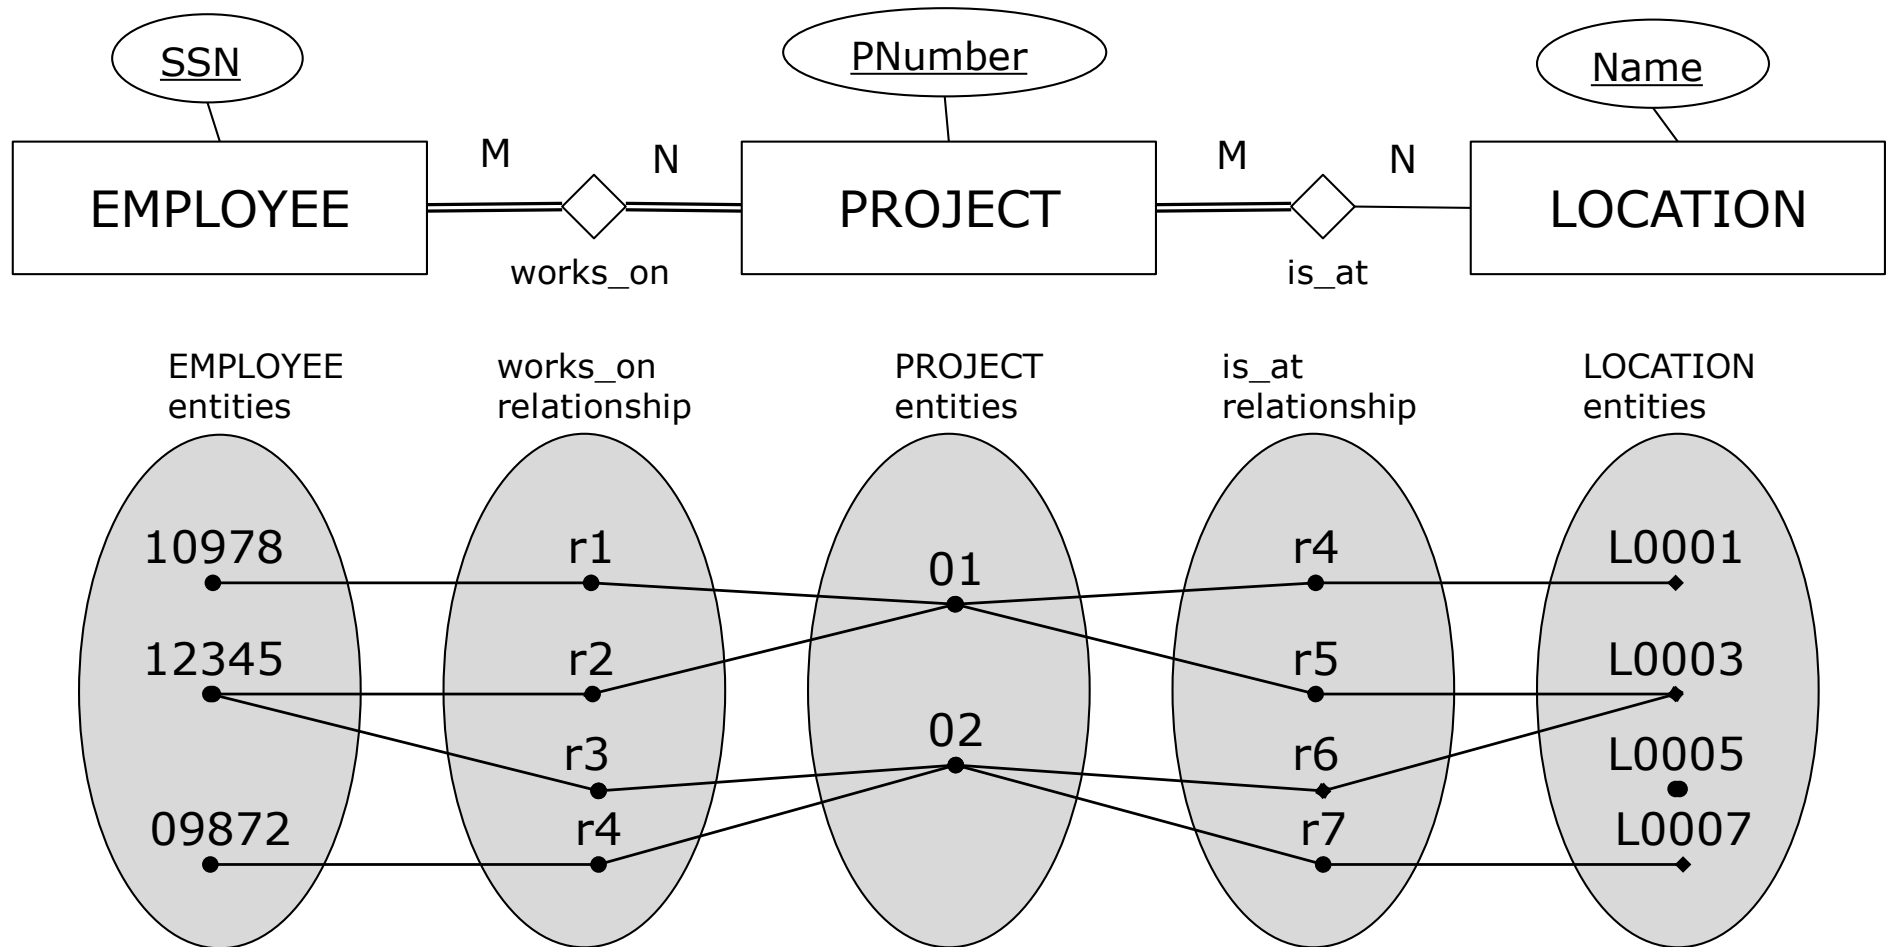 SSN
PNumber
Name
M
N
M
N
EMPLOYEE
PROJECT
LOCATION
works_on
is_at
EMPLOYEE
entities
works_on
relationship
PROJECT
entities
is_at
relationship
LOCATION
entities
10978
r1
01
r4
L0001
12345
r2
r5
L0003
02
r3
r6
L0005
09872
r4
r7
L0007